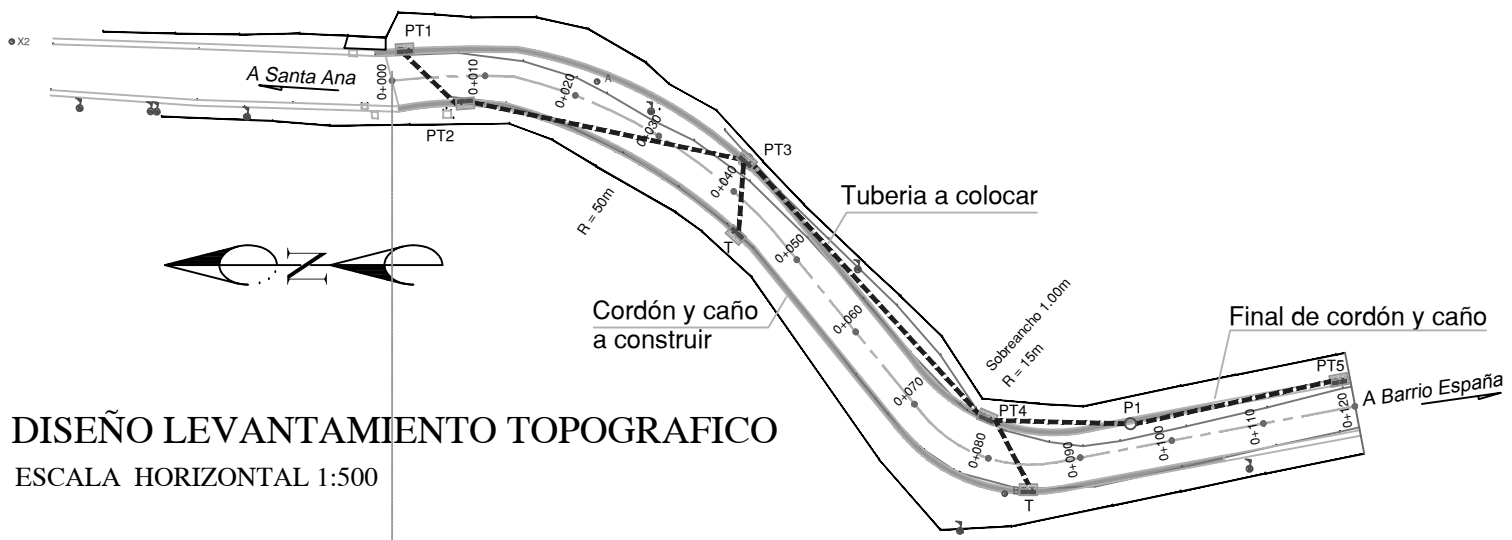 PT1
X2
A Santa Ana
0+000
0+010
0+020
A
0+030
PT2
PT3
0+040
Tuberia a colocar
R = 50m
T
0+050
Cordón y caño
a construir
0+060
Sobreancho 1.00m
R = 15m
Final de cordón y caño
0+070
PT5
A Barrio España
PT4
P1
0+080
0+090
0+100
0+110
0+120
T
DISEÑO LEVANTAMIENTO TOPOGRAFICO
ESCALA HORIZONTAL 1:500